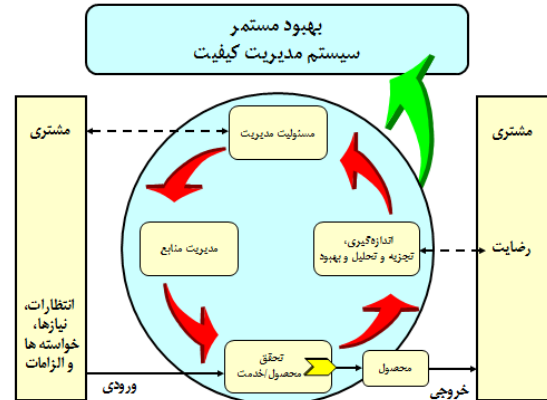 بهبود مستمر
سیستم مدیریت کیفیت
مشتری
مسئولیت مدیریت
مشتری
مدیریت منابع
اندازه‌گیری،
تجزیه و تحلیل و بهبود
رضایت
انتظارات،
نیازها،
خواسته ها
و الزامات
تحقق
محصول/خدمت
محصول
ورودی
خروجی